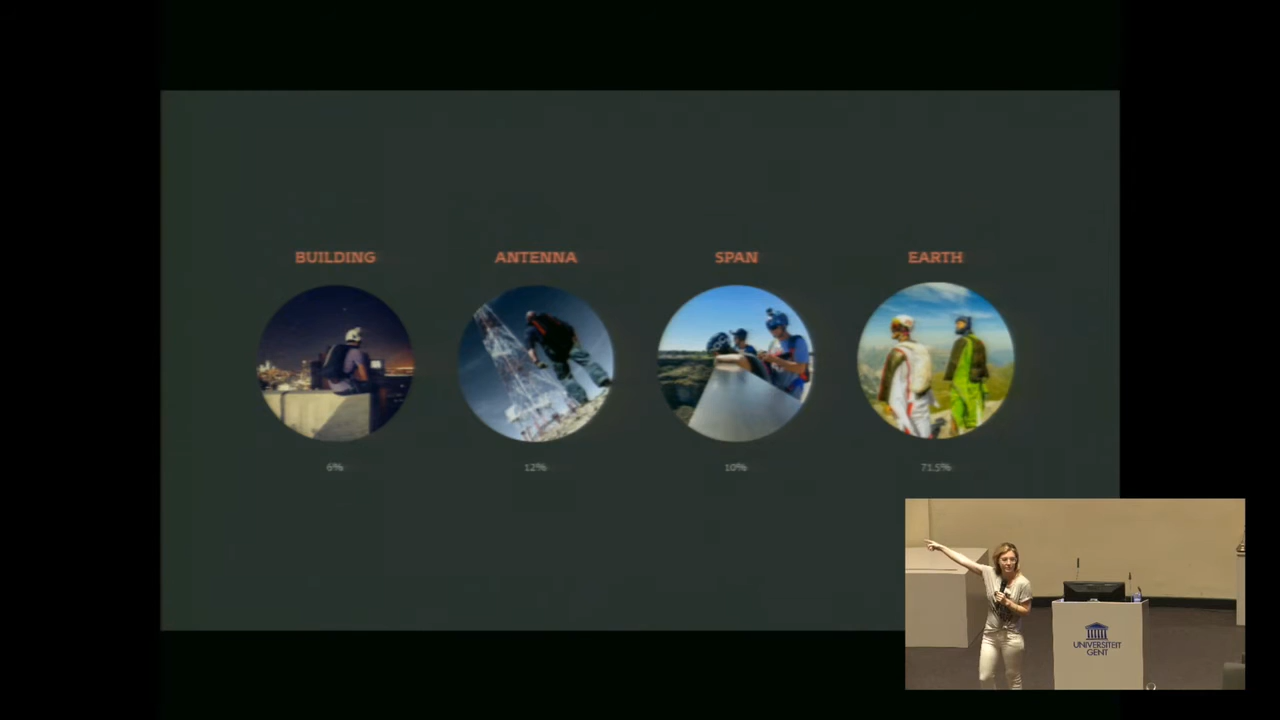 BUILDING
ANTENNA
SPAN
EARTH
6%
12%
10%
71.5%
UNIVERSITEIT
GENT